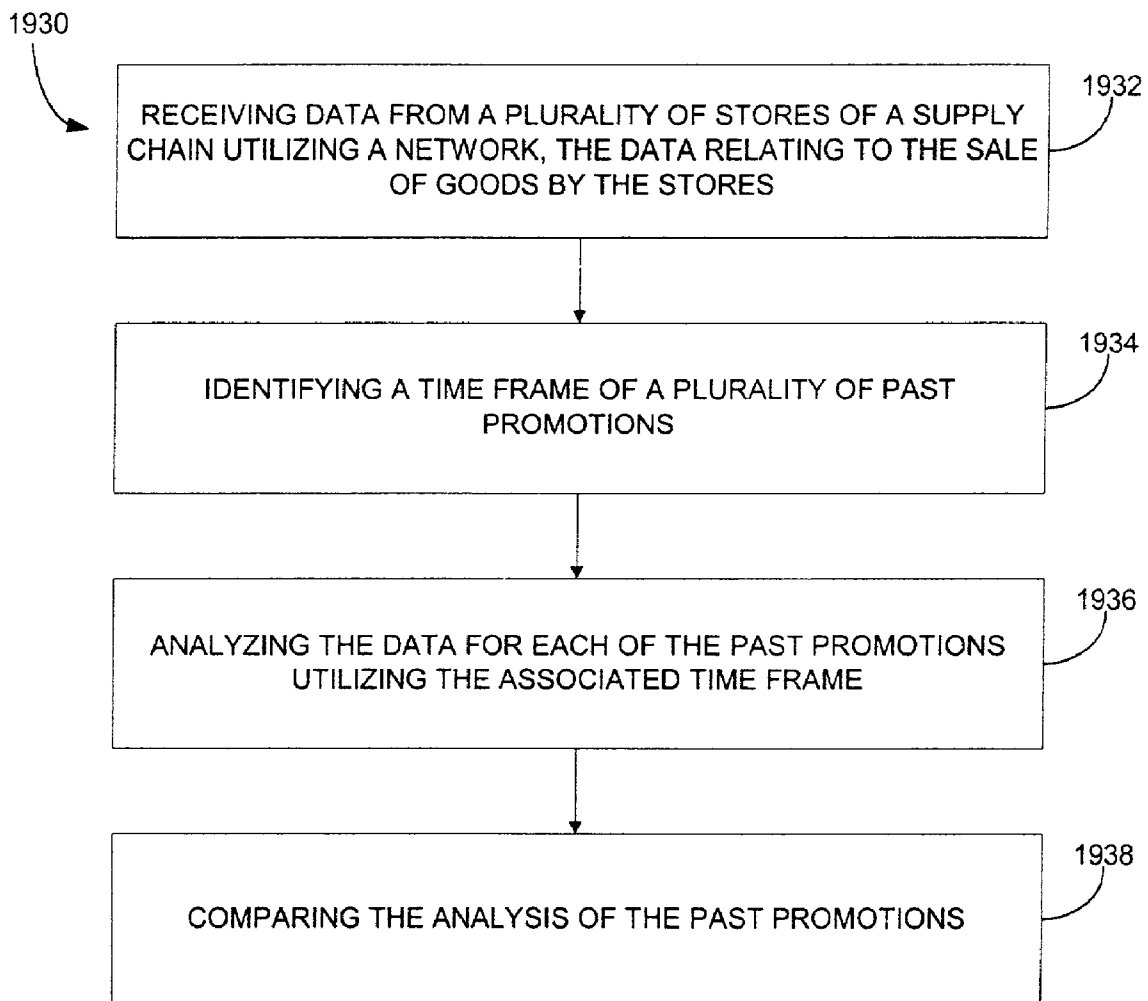 1930
1932
RECEIVING DATA FROM A PLURALITY OF STORES OF A SUPPLY
CHAIN UTILIZING A NETWORK, THE DATA RELATING TO THE SALE
OF GOODS BY THE STORES
1934
IDENTIFYING A TIME FRAME OF A PLURALITY OF PAST
PROMOTIONS
1936
ANALYZING THE DATA FOR EACH OF THE PAST PROMOTIONS
UTILIZING THE ASSOCIATED TIME FRAME
1938
COMPARING THE ANALYSIS OF THE PAST PROMOTIONS